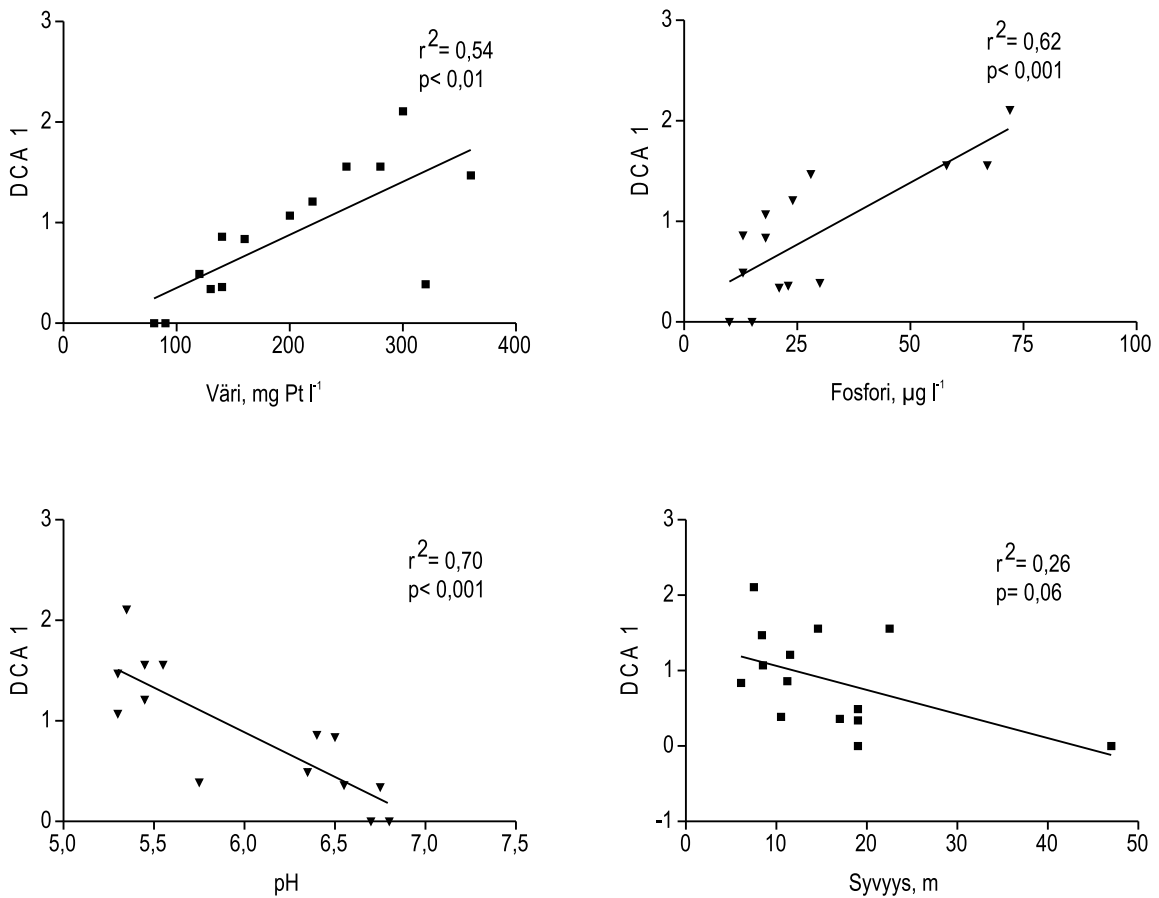 3
2
1
0
DCA 1
r²= 0,54
p< 0,01
0
100
200
300
400
Väri, mg Pt l⁻¹
3
2
1
0
DCA 1
r²= 0,62
p< 0,001
0
25
50
75
100
Fosfori, µg l⁻¹
3
2
1
0
DCA 1
r²= 0,70
p< 0,001
5,0
5,5
6,0
6,5
7,0
7,5
pH
3
2
1
0
-1
DCA 1
r²= 0,26
p= 0,06
0
10
20
30
40
50
Syvyys, m